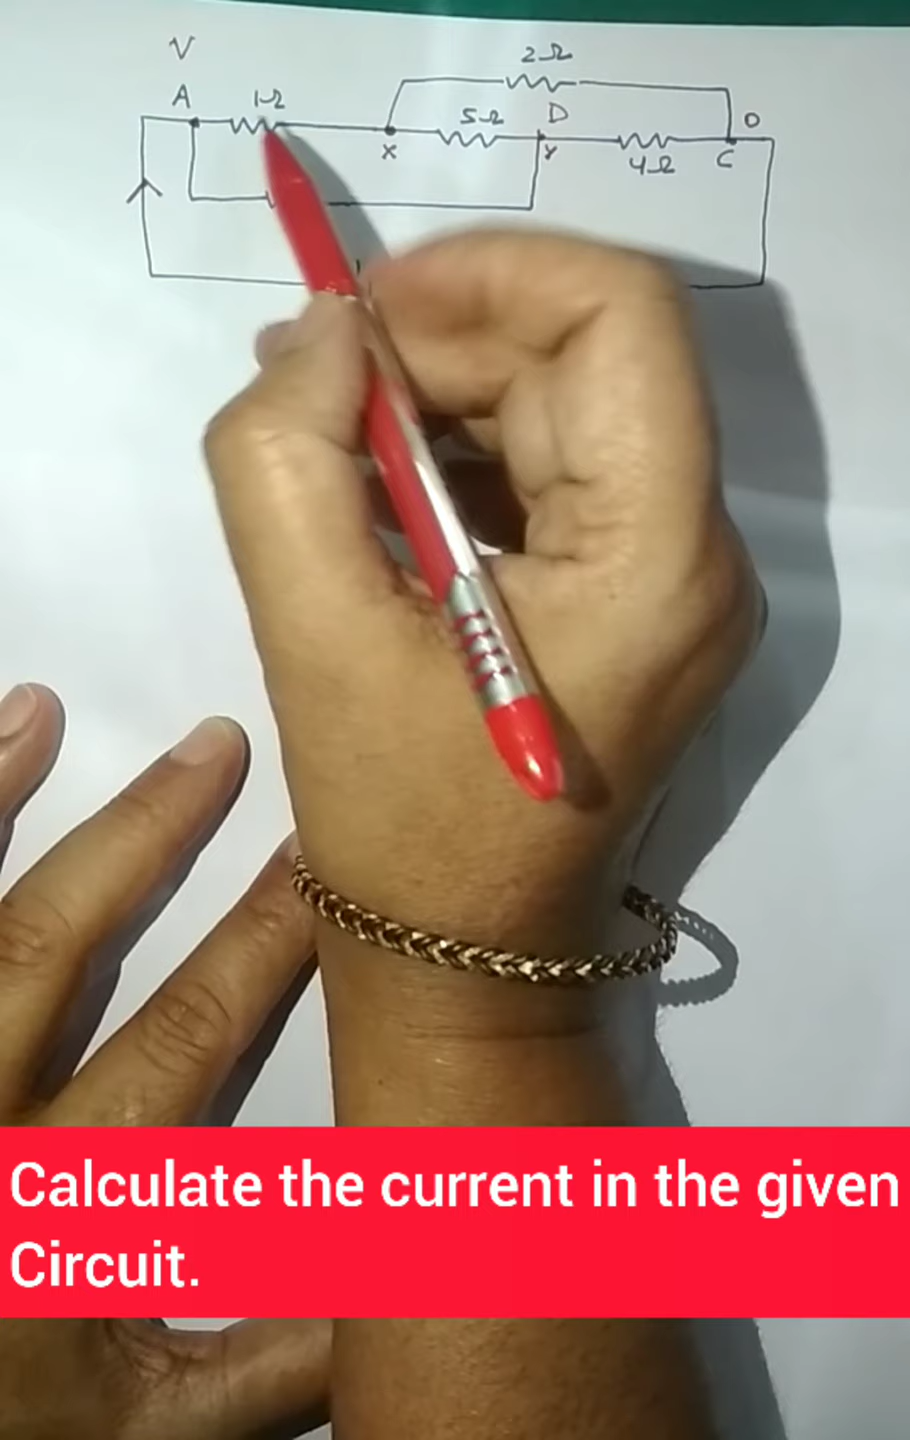 V
2Ω
A 1Ω 5Ω D O
X Y 4Ω C
Calculate the current in the given
Circuit.